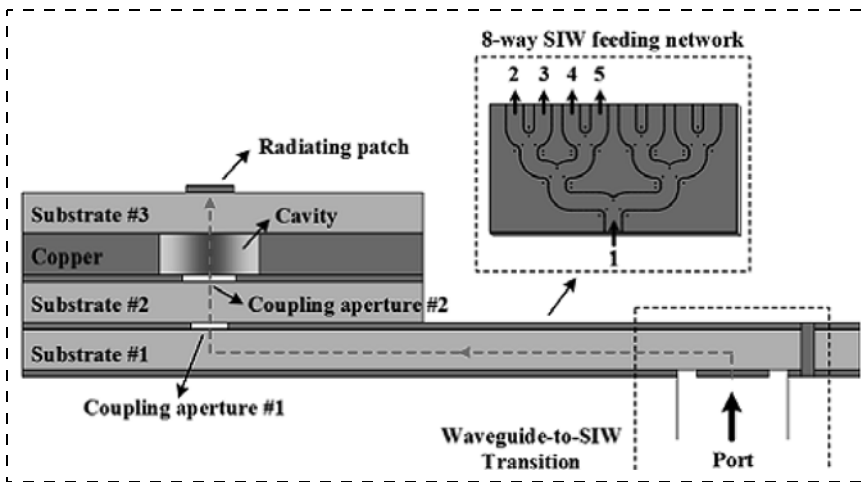 8-way SIW feeding network
2 3 4 5
1
Radiating patch
Substrate #3
Cavity
Copper
Substrate #2
Coupling aperture #2
Substrate #1
Coupling aperture #1
Waveguide-to-SIW
Transition
Port